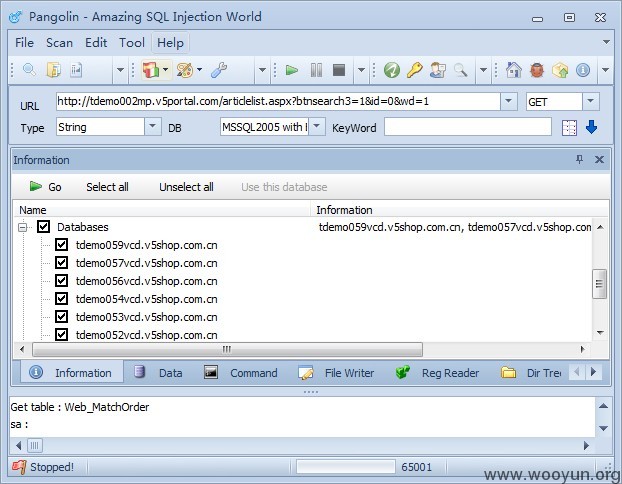 Pangolin - Amazing SQL Injection World
File Scan Edit Tool Help
URL http://tdemo002mp.v5portal.com/articlelist.aspx?btnsearch3=1&id=0&wd=1 GET
Type String DB MSSQL2005 with KeyWord
Information
Go Select all Unselect all Use this database
Name Information
Databases tdemo059vcd.v5shop.com.cn, tdemo057vcd.v5shop.com
tdemo059vcd.v5shop.com.cn
tdemo057vcd.v5shop.com.cn
tdemo056vcd.v5shop.com.cn
tdemo054vcd.v5shop.com.cn
tdemo053vcd.v5shop.com.cn
tdemo052vcd.v5shop.com.cn
Information Data Command File Writer Reg Reader Dir Tree
Get table : Web_MatchOrder
sa :
Stopped! 65001
www.wooyun.org